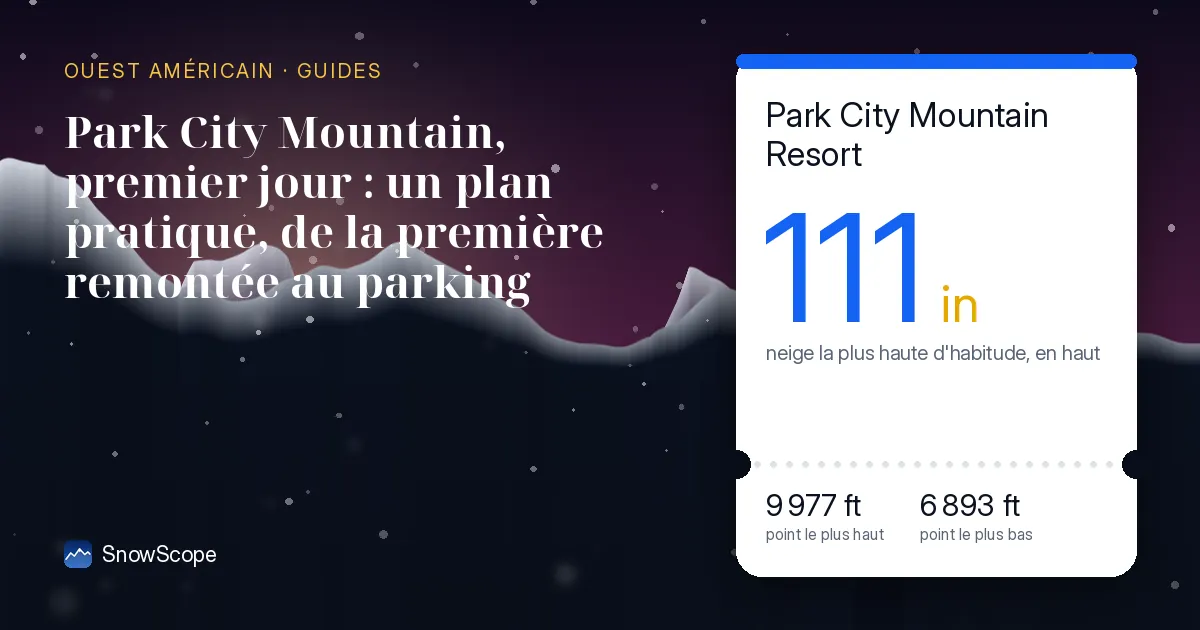 OUEST AMÉRICAIN · GUIDES
Park City Mountain,
premier jour : un plan
pratique, de la première
remontée au parking
SnowScope
Park City Mountain
Resort
111 in
neige la plus haute d'habitude, en haut
9 977 ft
point le plus haut
6 893 ft
point le plus bas